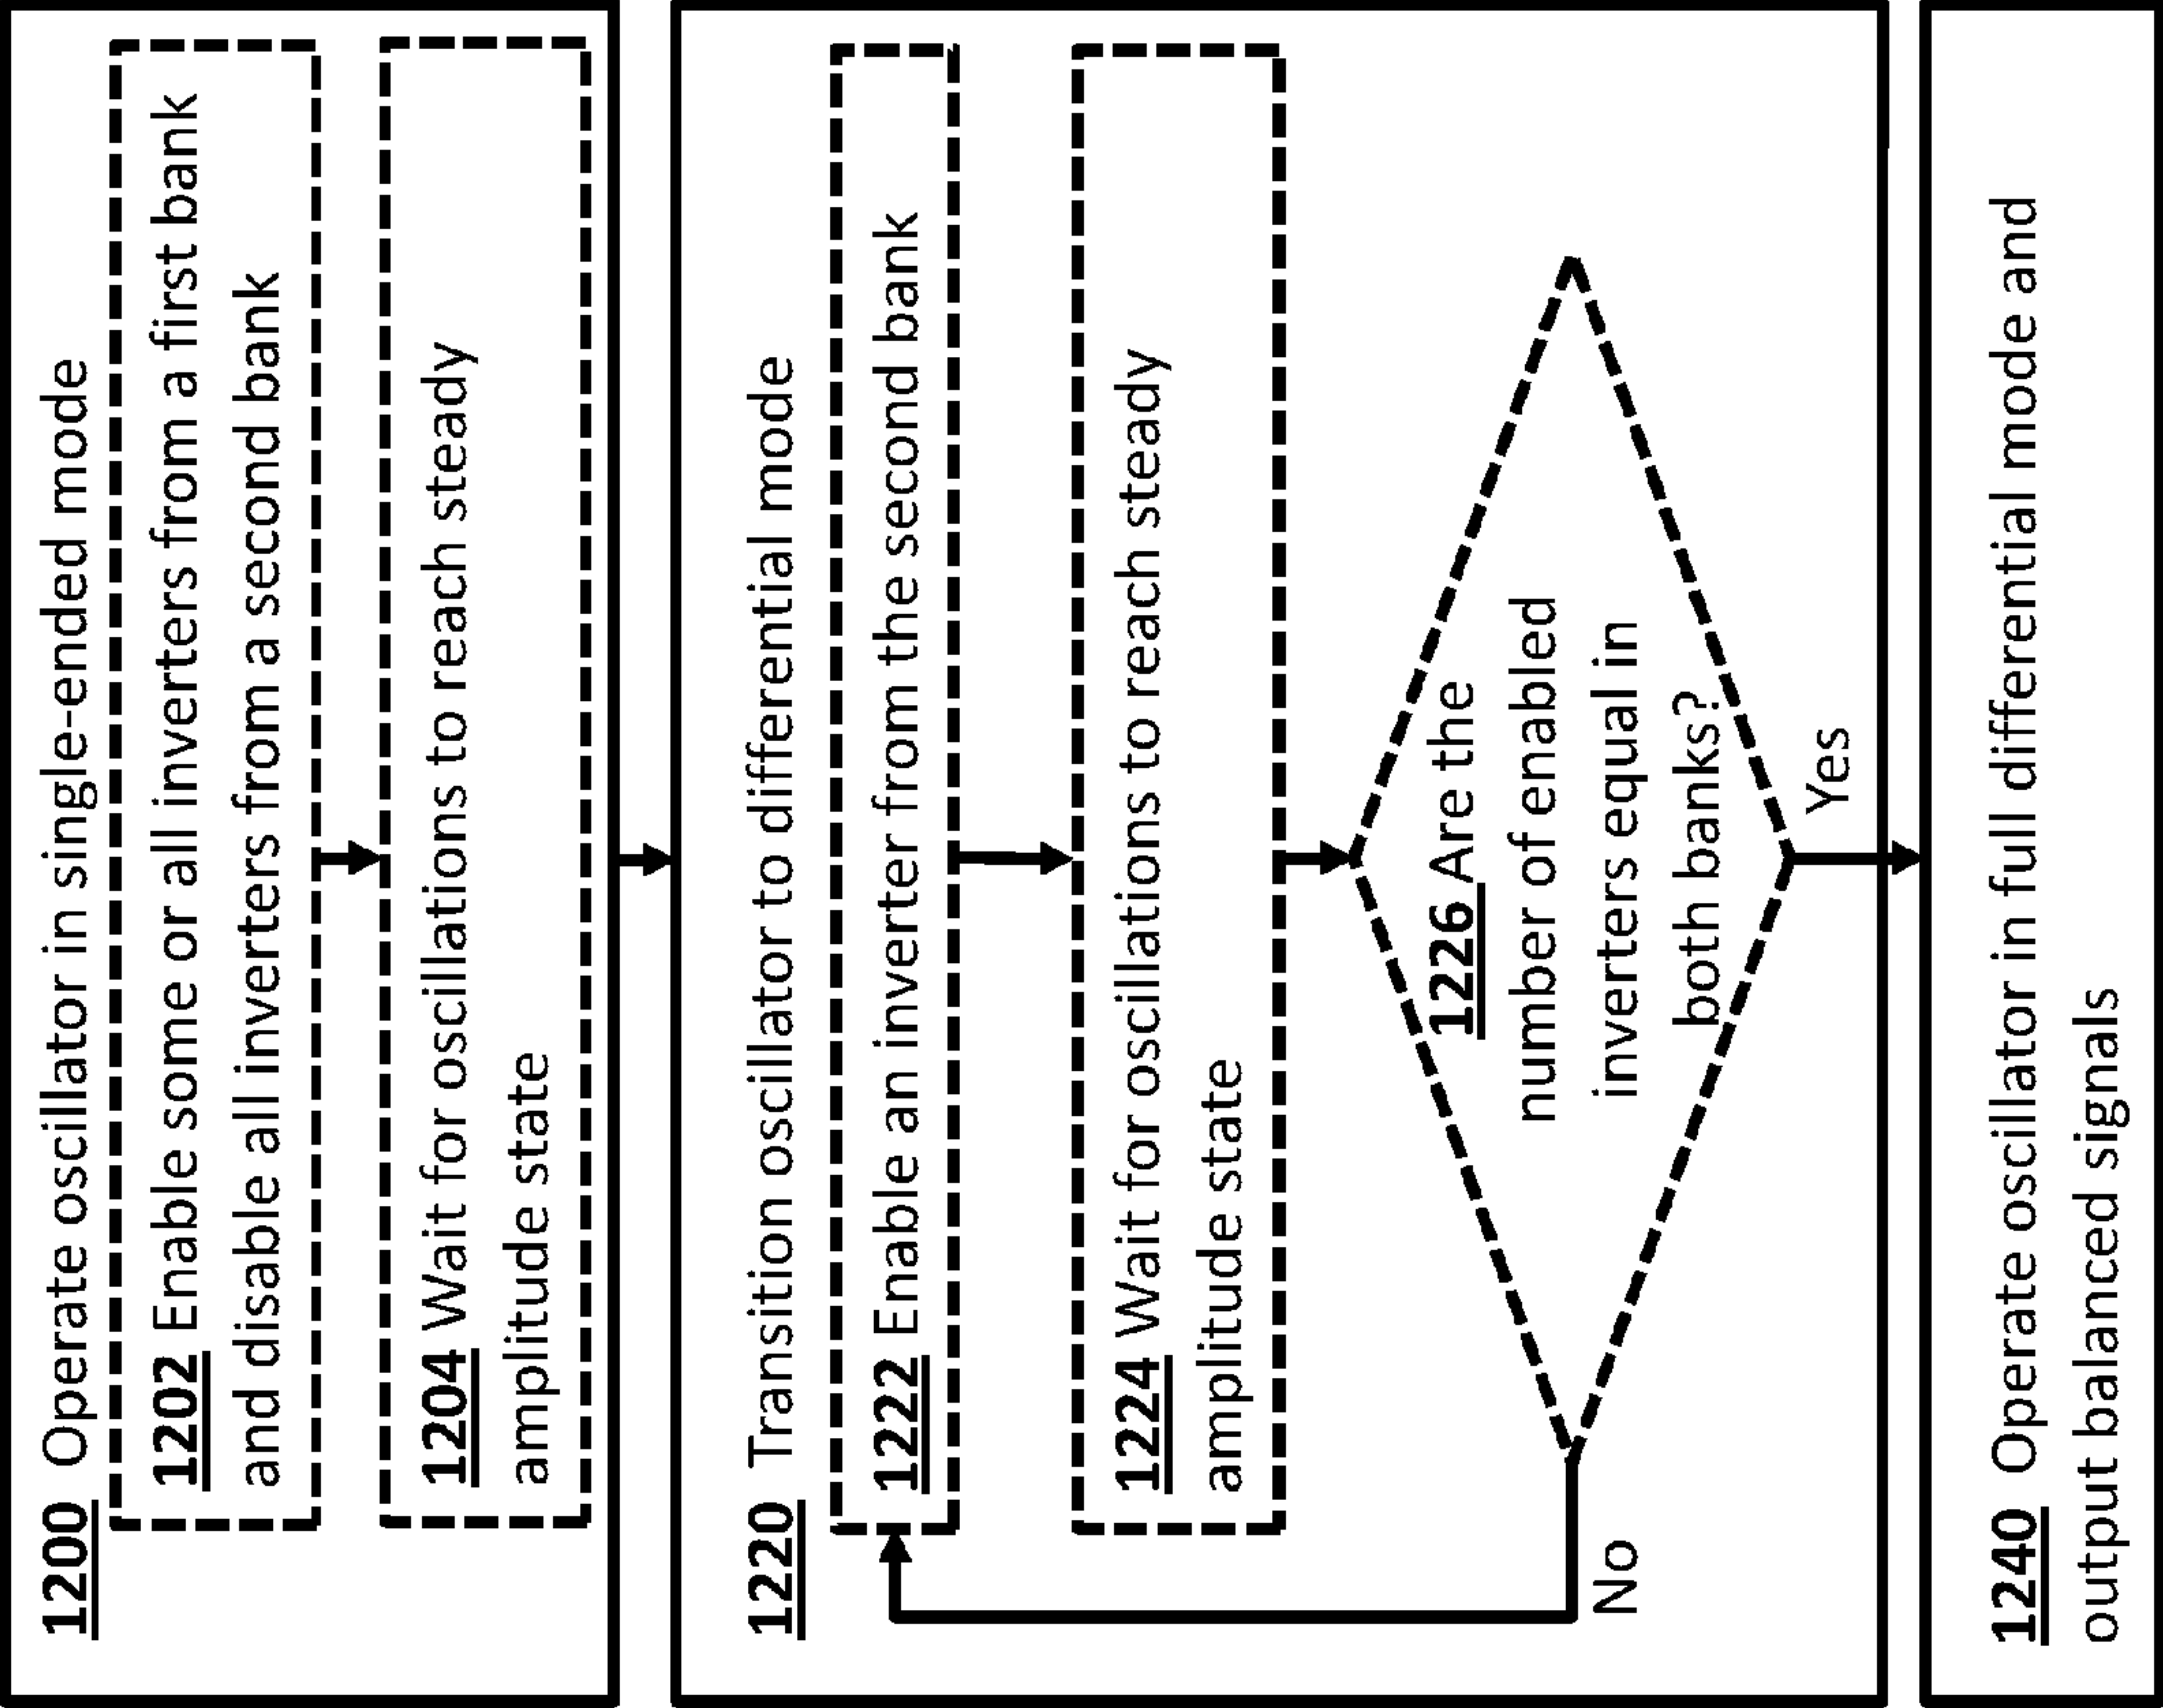 1200 Operate oscillator in single-ended mode
1202 Enable some or all inverters from a first bank
and disable all inverters from a second bank
1204 Wait for oscillations to reach steady
amplitude state
1220 Transition oscillator to differential mode
1222 Enable an inverter from the second bank
1224 Wait for oscillations to reach steady
amplitude state
1226 Are the
number of enabled
inverters equal in
both banks?
No
Yes
1240 Operate oscillator in full differential mode and
output balanced signals